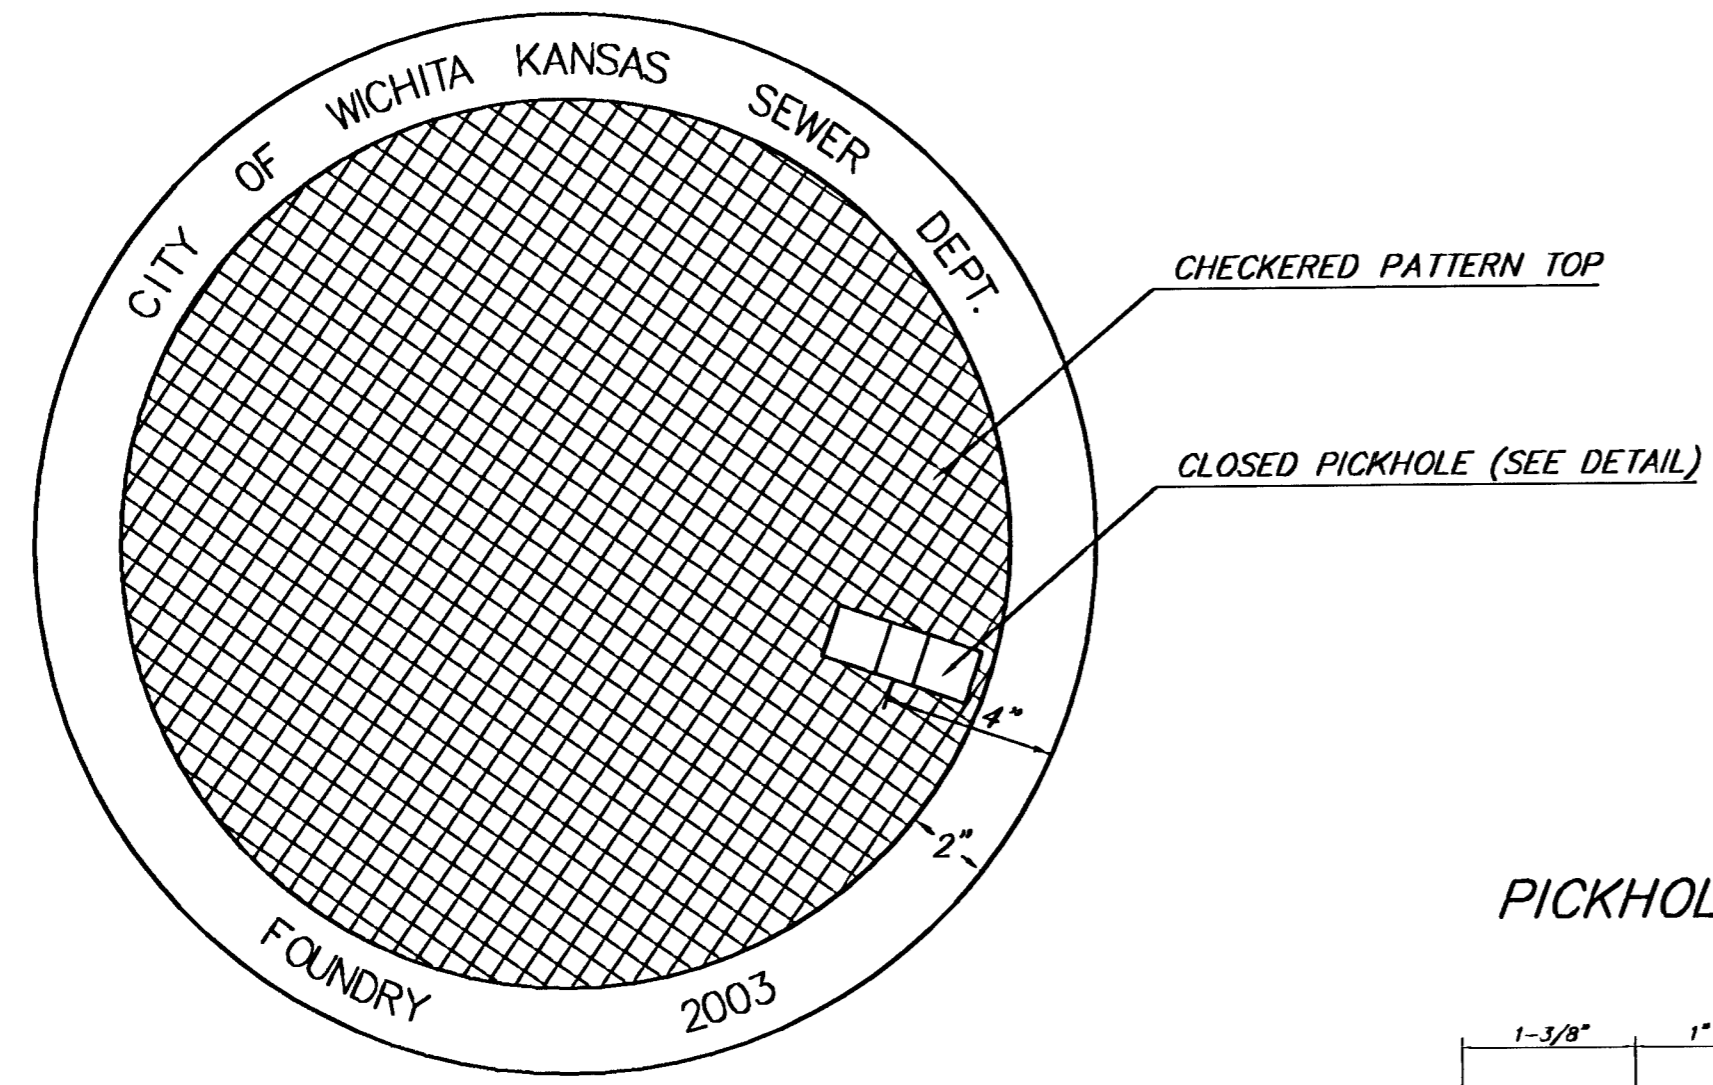 CITY OF WICHITA KANSAS SEWER DEPT.
CHECKERED PATTERN TOP
CLOSED PICKHOLE (SEE DETAIL)
4"
2"
FOUNDRY 2003
PICKHOL
1-3/8" 1"